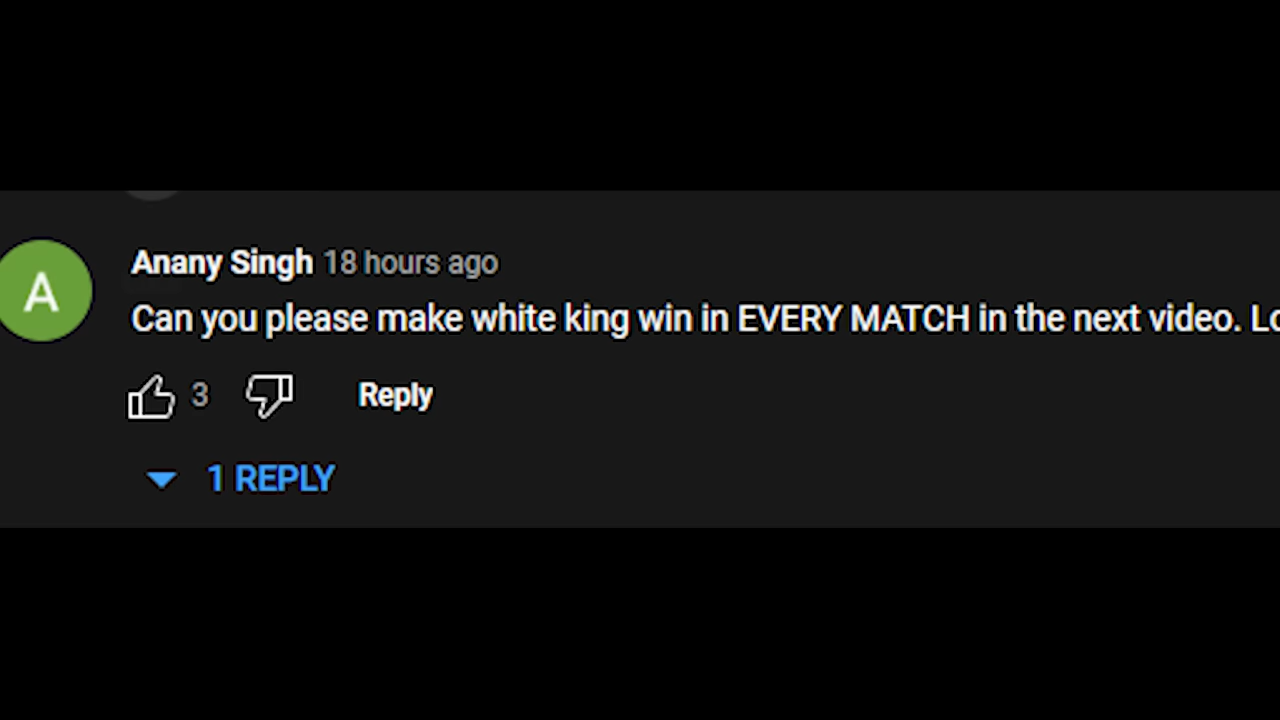 A
Anany Singh 18 hours ago
Can you please make white king win in EVERY MATCH in the next video.
3 Reply
1 REPLY